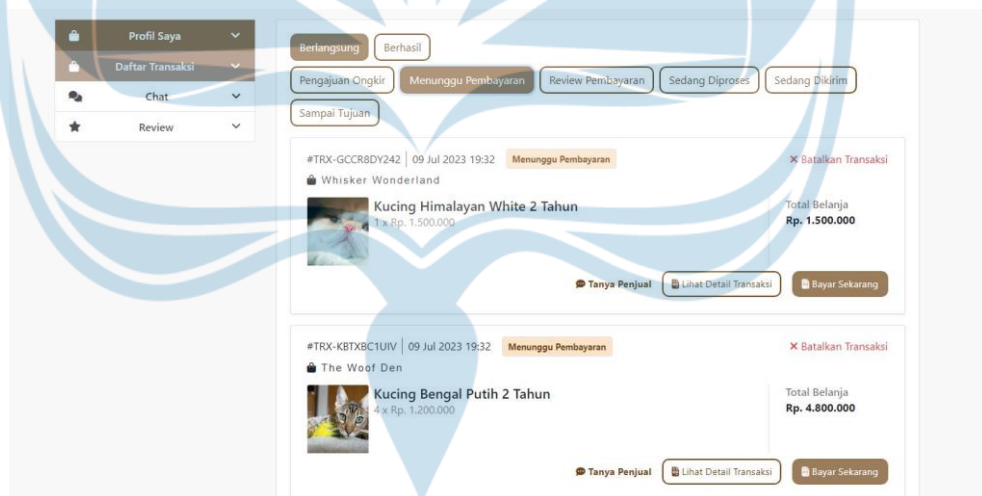 Profil Saya
Daftar Transaksi
Chat
Review
Berlangsung Berhasil
Pengajuan Ongkir Menunggu Pembayaran Review Pembayaran Sedang Diproses Sedang Dikirim
Sampai Tujuan
#TRX-GCCR8DY242 09 Jul 2023 19:32 Menunggu Pembayaran × Batalkan Transaksi
Whisker Wonderland
Kucing Himalayan White 2 Tahun
1 x Rp. 1.500.000
Total Belanja
Rp. 1.500.000
Tanya Penjual Lihat Detail Transaksi Bayar Sekarang
#TRX-KBTXBC1UIV 09 Jul 2023 19:32 Menunggu Pembayaran × Batalkan Transaksi
The Woof Den
Kucing Bengal Putih 2 Tahun
4 x Rp. 1.200.000
Total Belanja
Rp. 4.800.000
Tanya Penjual Lihat Detail Transaksi Bayar Sekarang